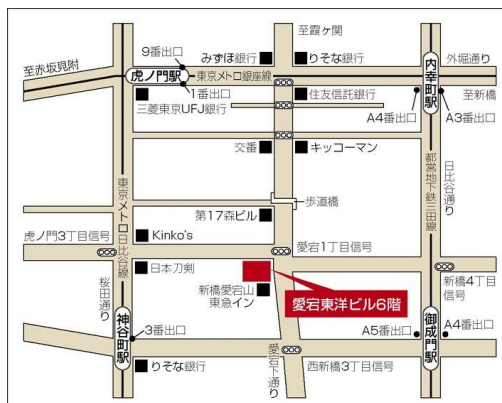 至霞ヶ関
9番出口
みずほ銀行
りそな銀行
外堀通り
至赤坂見附
虎ノ門駅
東京メトロ銀座線
内幸町駅
至新橋
1番出口
三菱東京UFJ銀行
住友信託銀行
A4番出口
A3番出口
交番
キッコーマン
東京メトロ日比谷線
都営地下鉄三田線
日比谷通り
歩道橋
第17森ビル
虎ノ門3丁目信号
Kinko's
愛宕1丁目信号
日本刀剣
桜田通り
新橋愛宕山
東急イン
愛宕東洋ビル6階
新橋4丁目
信号
神谷町駅
3番出口
御成門駅
A5番出口
A4番出口
りそな銀行
愛宕下通り
西新橋3丁目信号